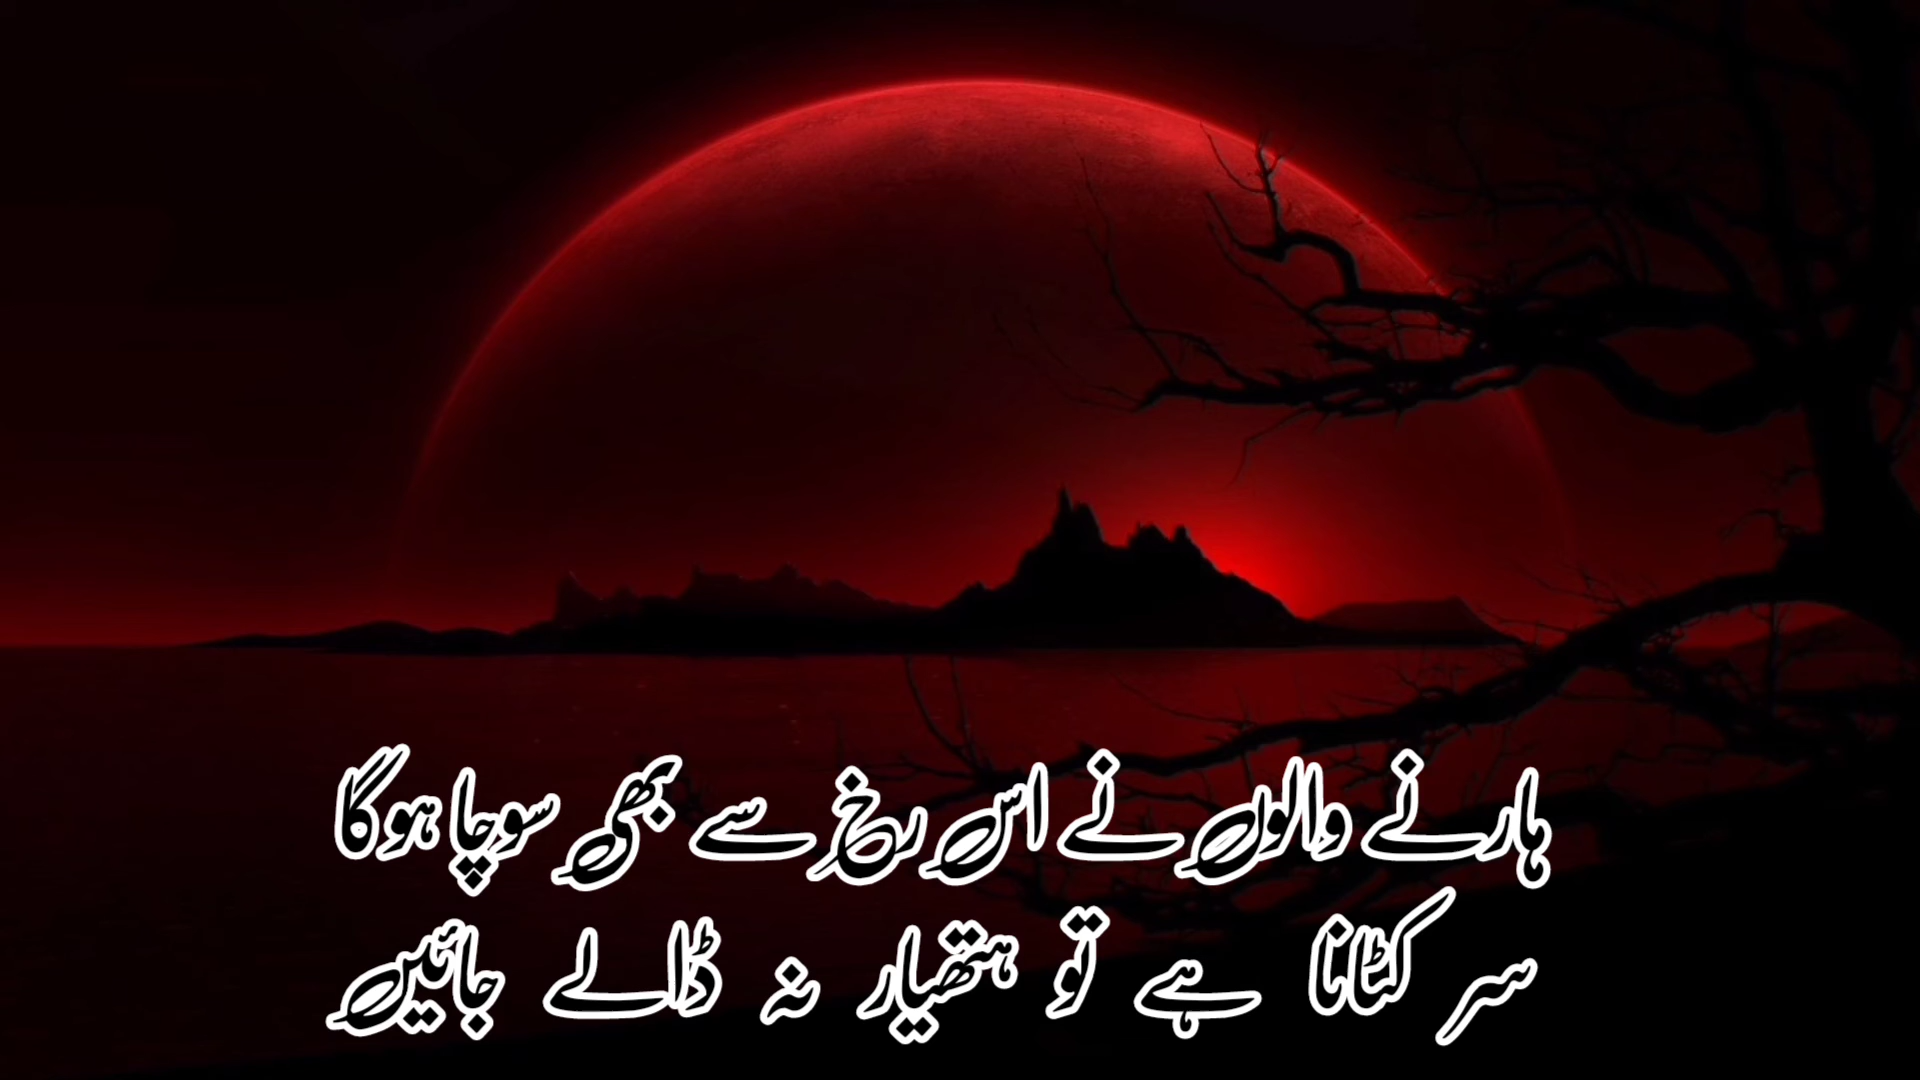 ہارنے والوں نے اس رخ سے بھی سوچا ہوگا
سر کٹانا ہے تو ہتھیار نہ ڈالے جائیں